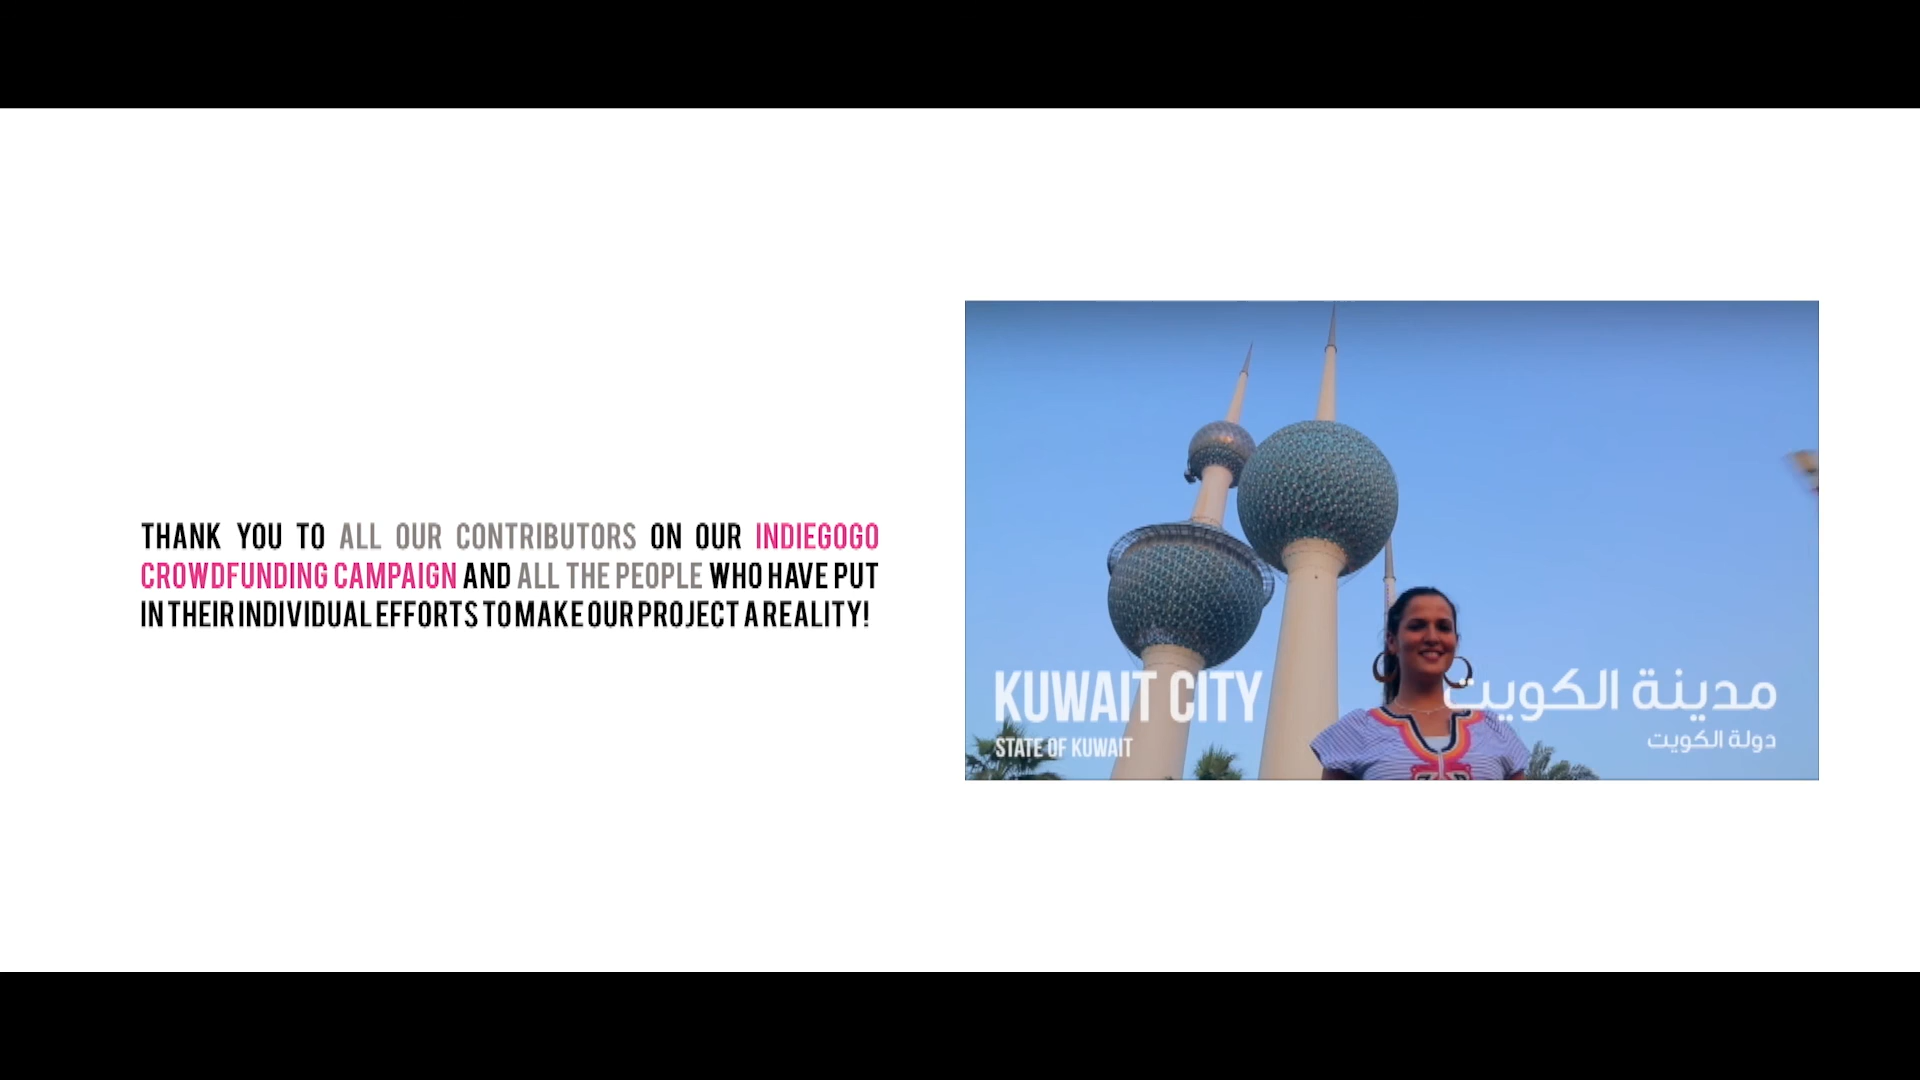 THANK YOU TO ALL OUR CONTRIBUTORS ON OUR INDIEGOGO
CROWDFUNDING CAMPAIGN AND ALL THE PEOPLE WHO HAVE PUT
IN THEIR INDIVIDUAL EFFORTS TO MAKE OUR PROJECT A REALITY!
KUWAIT CITY
STATE OF KUWAIT
مدينة الكويت
دولة الكويت